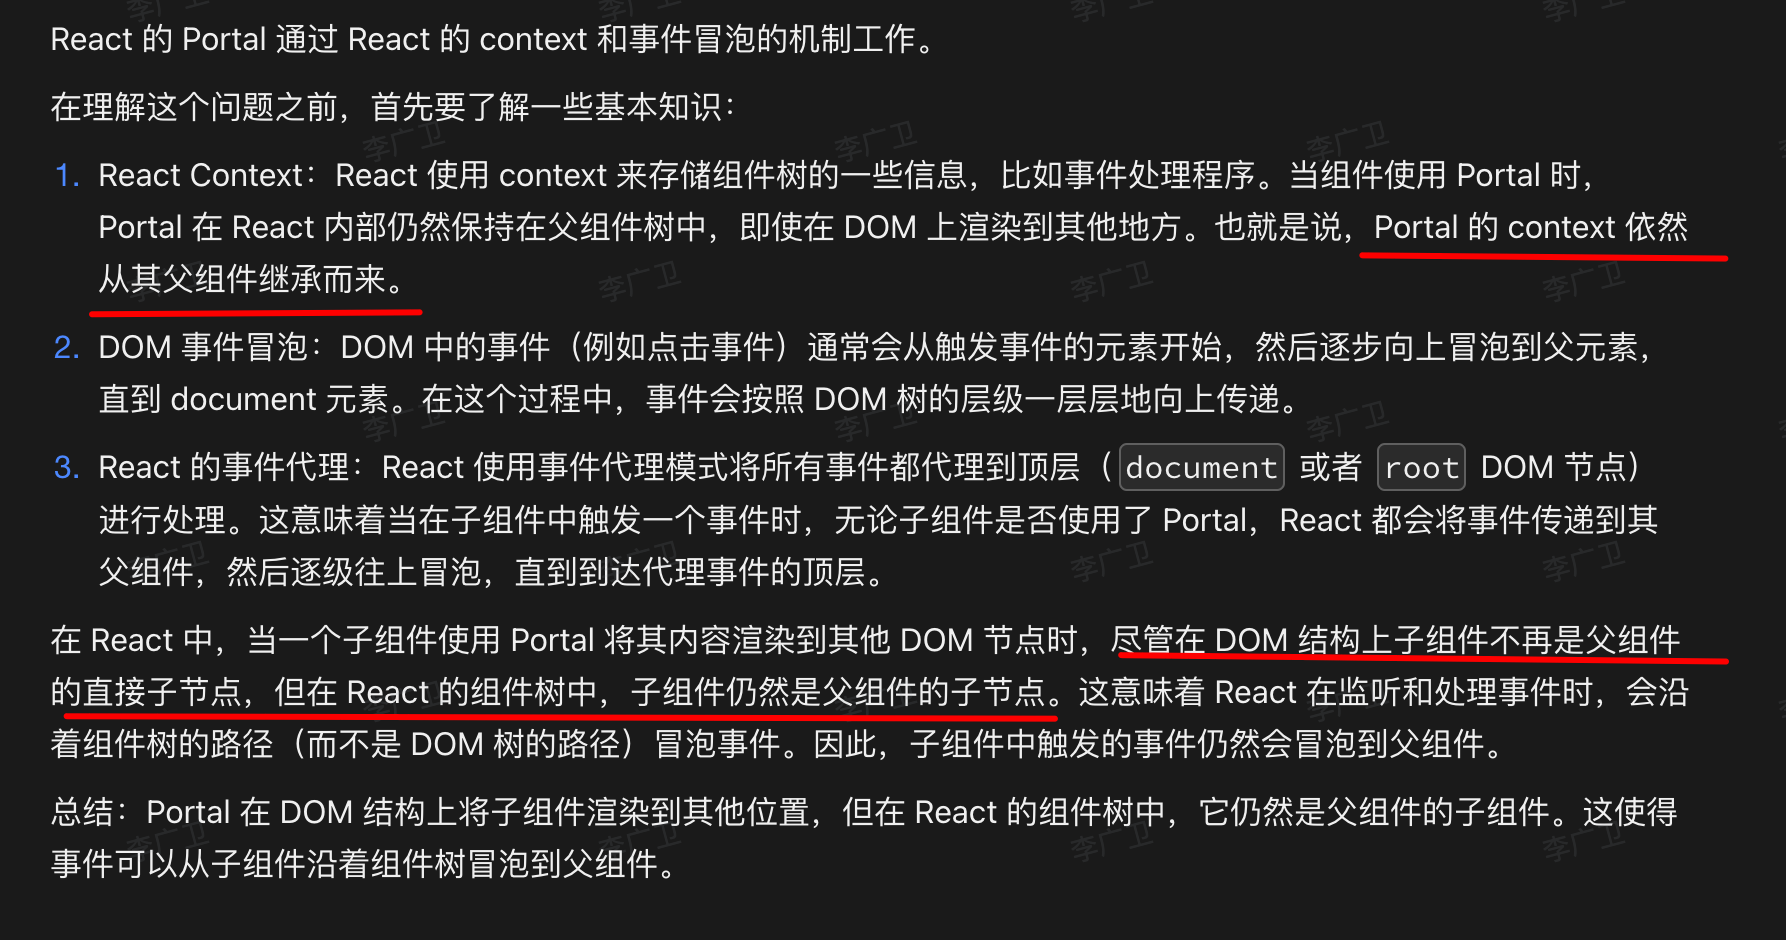 React 的 Portal 通过 React 的 context 和事件冒泡的机制工作。
在理解这个问题之前，首先要了解一些基本知识：
1. React Context：React 使用 context 来存储组件树的一些信息，比如事件处理程序。当组件使用 Portal 时，
Portal 在 React 内部仍然保持在父组件树中，即使在 DOM 上渲染到其他地方。也就是说，Portal 的 context 依然
从其父组件继承而来。
2. DOM 事件冒泡：DOM 中的事件（例如点击事件）通常会从触发事件的元素开始，然后逐步向上冒泡到父元素，
直到 document 元素。在这个过程中，事件会按照 DOM 树的层级一层层地向上传递。
3. React 的事件代理：React 使用事件代理模式将所有事件都代理到顶层（document 或者 root DOM 节点）
进行处理。这意味着当在子组件中触发一个事件时，无论子组件是否使用了 Portal，React 都会将事件传递到其
父组件，然后逐级往上冒泡，直到到达代理事件的顶层。
在 React 中，当一个子组件使用 Portal 将其内容渲染到其他 DOM 节点时，尽管在 DOM 结构上子组件不再是父组件
的直接子节点，但在 React 的组件树中，子组件仍然是父组件的子节点。这意味着 React 在监听和处理事件时，会沿
着组件树的路径（而不是 DOM 树的路径）冒泡事件。因此，子组件中触发的事件仍然会冒泡到父组件。
总结：Portal 在 DOM 结构上将子组件渲染到其他位置，但在 React 的组件树中，它仍然是父组件的子组件。这使得
事件可以从子组件沿着组件树冒泡到父组件。
李广卫